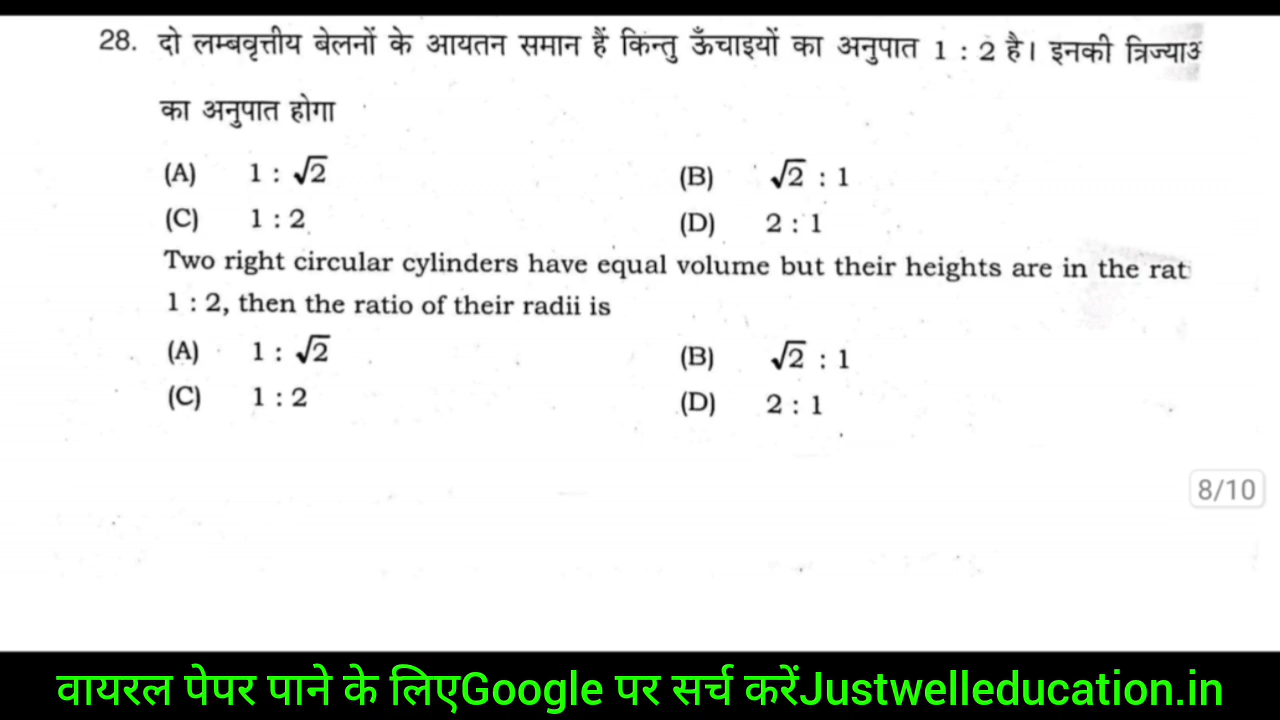 28. दो लम्बवृत्तीय बेलनों के आयतन समान हैं किन्तु ऊँचाइयों का अनुपात 1 : 2 है। इनकी
का अनुपात होगा
(A) 1 : √2 (B) √2 : 1
(C) 1 : 2 (D) 2 : 1
Two right circular cylinders have equal volume but their heights are in the rat
1 : 2, then the ratio of their radii is
(A) 1 : √2 (B) √2 : 1
(C) 1 : 2 (D) 2 : 1
8/10
वायरल पेपर पाने के लिएGoogle पर सर्च करेंJustwelleducation.in